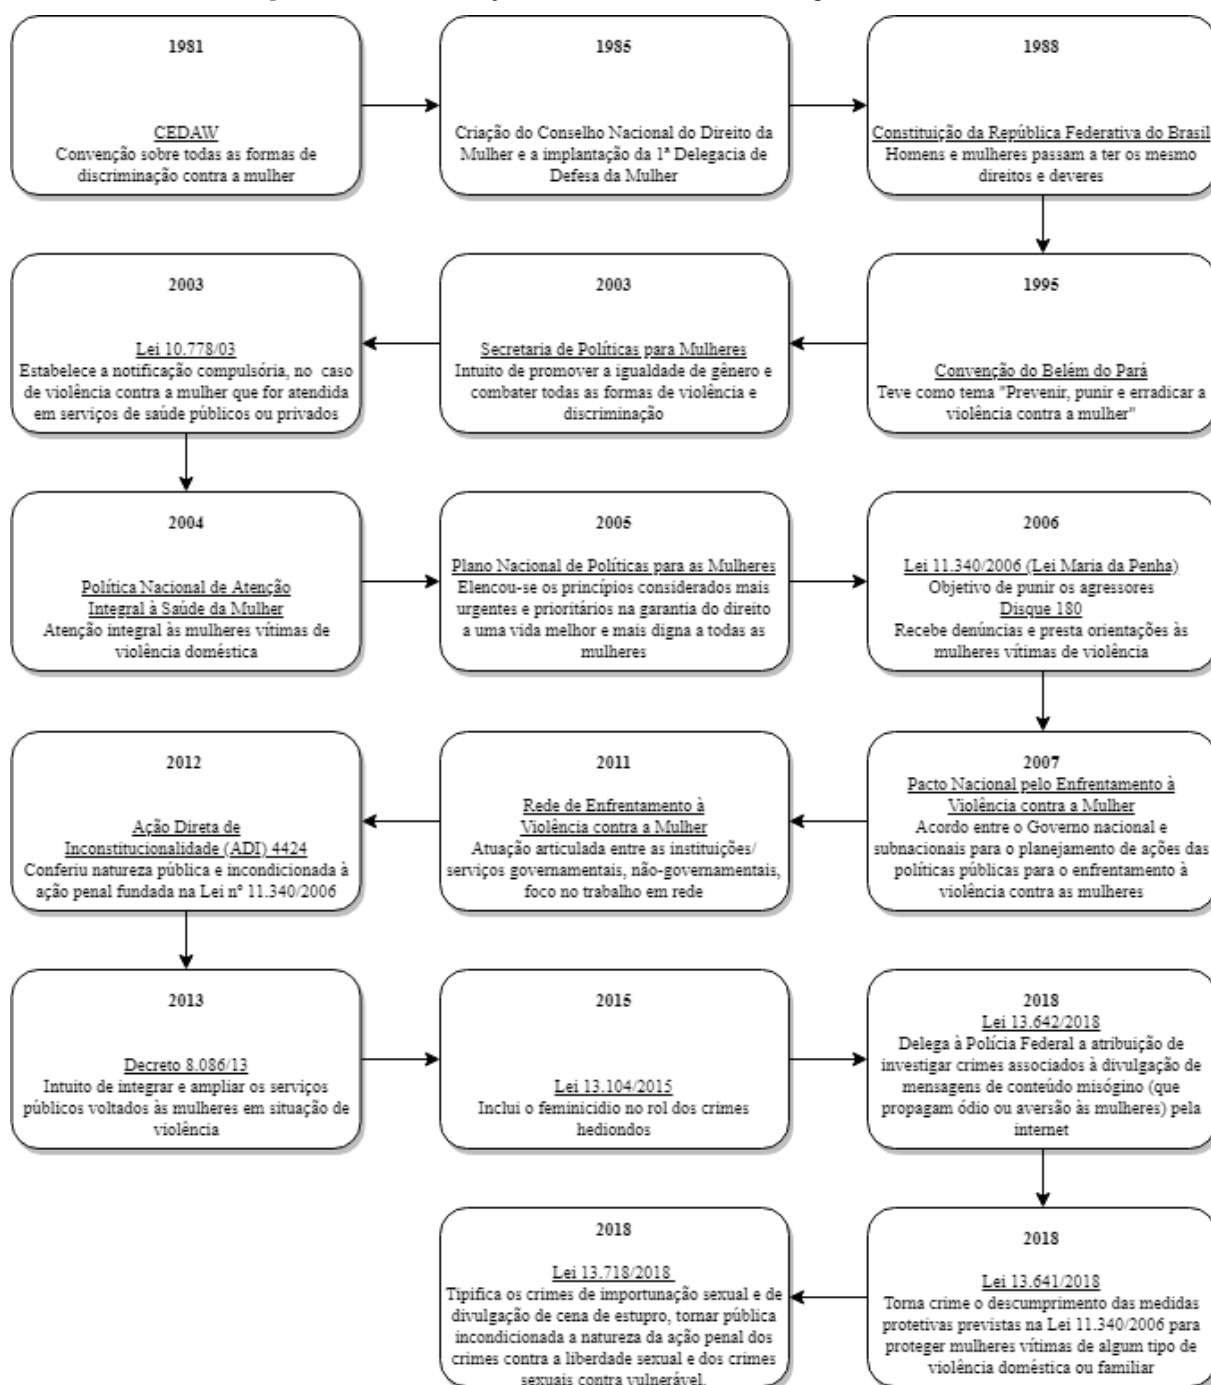 1981
CEDAW
Convenção sobre todas as formas de
discriminação contra a mulher
1985
Criação do Conselho Nacional do Direito da
Mulher e a implantação da 1ª Delegacia de
Defesa da Mulher
1988
Constituição da República Federativa do Brasil
Homens e mulheres passam a ter os mesmo
direitos e deveres
1995
Convenção do Belém do Pará
Teve como tema "Prevenir, punir e erradicar a
violência contra a mulher"
2003
Secretaria de Políticas para Mulheres
Intuito de promover a igualdade de gênero e
combater todas as formas de violência e
discriminação
2003
Lei 10.778/03
Estabelece a notificação compulsória, no caso
de violência contra a mulher que for atendida
em serviços de saúde públicos ou privados
2004
Política Nacional de Atenção
Integral à Saúde da Mulher
Atenção integral às mulheres vítimas de
violência doméstica
2005
Plano Nacional de Políticas para as Mulheres
Elencou-se os princípios considerados mais
urgentes e prioritários na garantia do direito
a uma vida melhor e mais digna a todas as
mulheres
2006
Lei 11.340/2006 (Lei Maria da Penha)
Objetivo de punir os agressores
Disque 180
Recebe denúncias e presta orientações às
mulheres vítimas de violência
2007
Pacto Nacional pelo Enfrentamento à
Violência contra a Mulher
Acordo entre o Governo nacional e
subnacionais para o planejamento de ações das
políticas públicas para o enfrentamento à
violência contra as mulheres
2011
Rede de Enfrentamento à
Violência contra a Mulher
Atuação articulada entre as instituições/
serviços governamentais, não-governamentais,
foco no trabalho em rede
2012
Ação Direta de
Inconstitucionalidade (ADI) 4424
Conferiu natureza pública e incondicionada à
ação penal fundada na Lei nº 11.340/2006
2013
Decreto 8.086/13
Intuito de integrar e ampliar os serviços
públicos voltados às mulheres em situação de
violência
2015
Lei 13.104/2015
Inclui o feminicidio no rol dos crimes
hediondos
2018
Lei 13.642/2018
Delega à Polícia Federal a atribuição de
investigar crimes associados à divulgação de
mensagens de conteúdo misógino (que
propagam ódio ou aversão às mulheres) pela
internet
2018
Lei 13.641/2018
Torna crime o descumprimento das medidas
protetivas previstas na Lei 11.340/2006 para
proteger mulheres vítimas de algum tipo de
violência doméstica ou familiar
2018
Lei 13.718/2018
Tipifica os crimes de importunação sexual e de
divulgação de cena de estupro, tornar pública
incondicionada a natureza da ação penal dos
crimes contra a liberdade sexual e dos crimes
sexuais contra vulnerável.